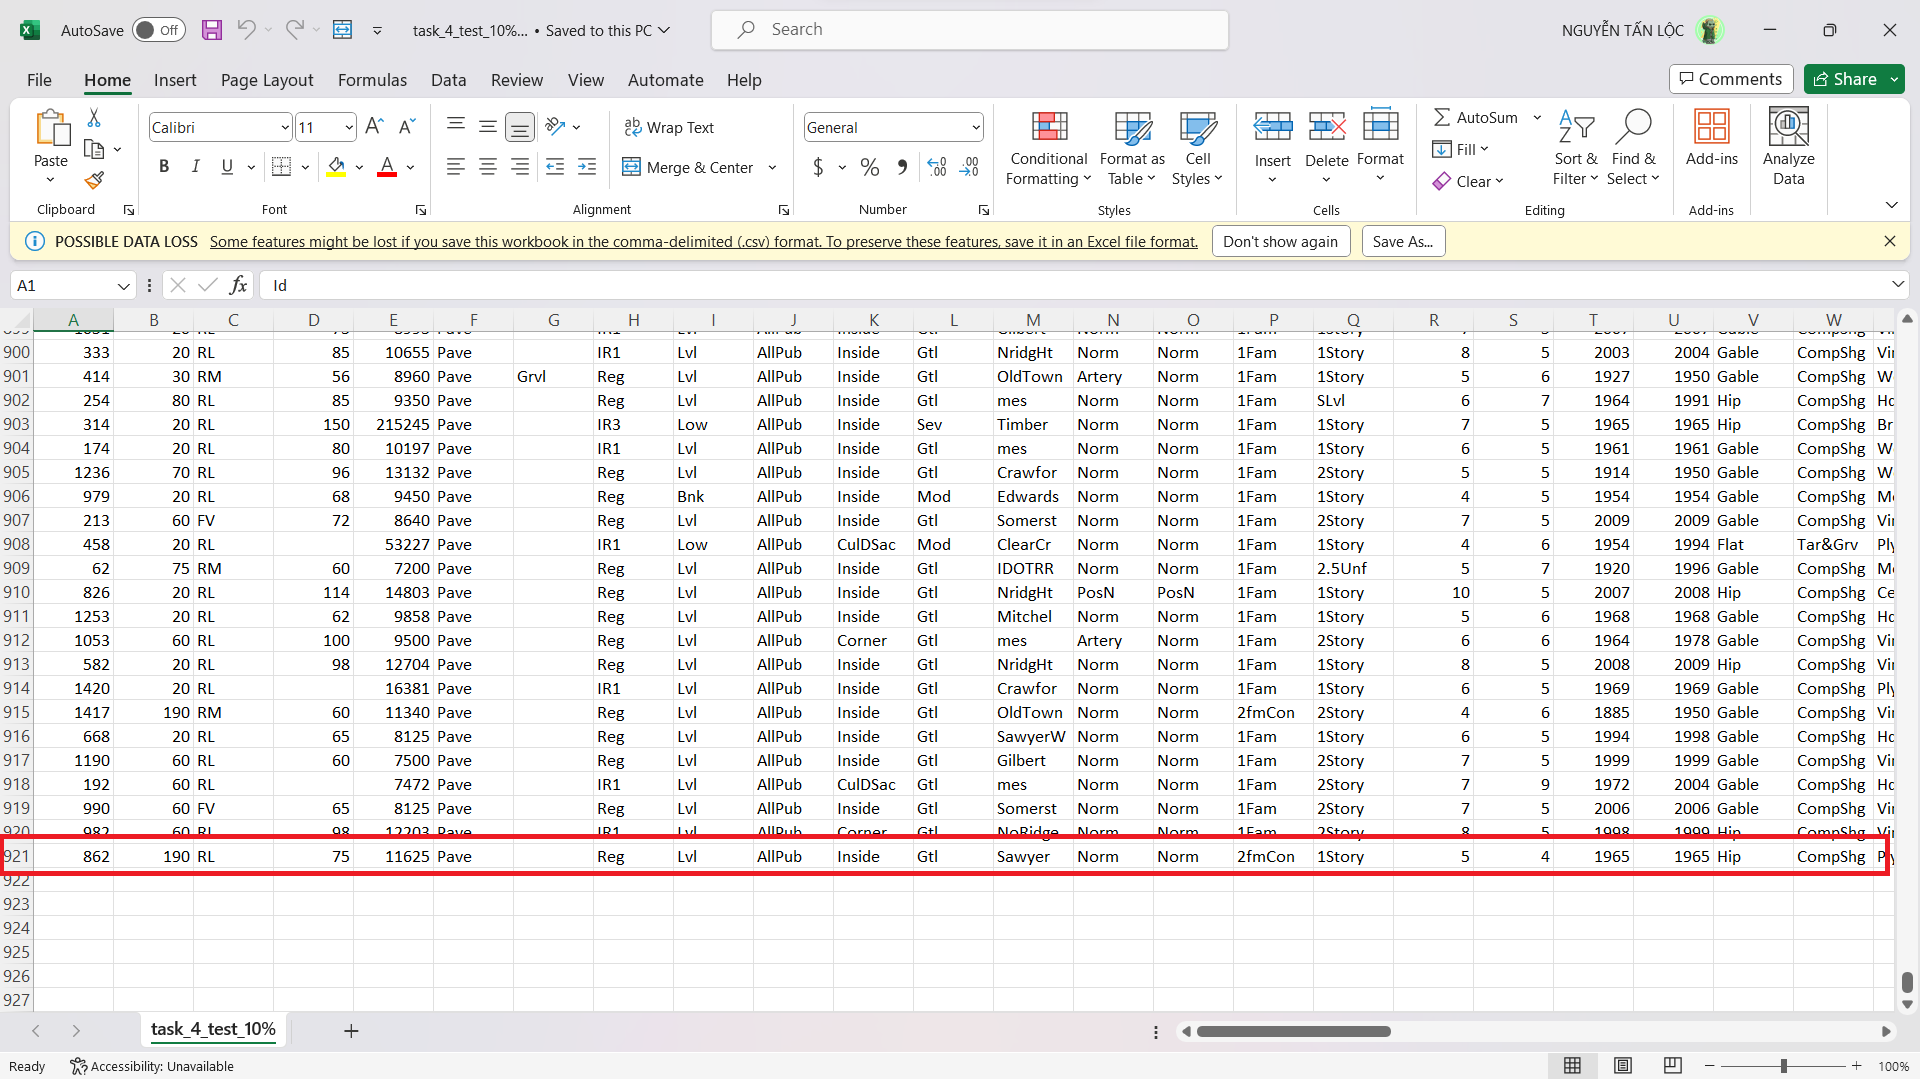 AutoSave Off task_4_test_10%... • Saved to this PC Search NGUYỄN TẤN LỘC
File Home Insert Page Layout Formulas Data Review View Automate Help Comments Share
Paste Calibri 11 B I U Wrap Text Merge & Center General $ % Conditional Formatting Format as Table Cell Styles Insert Delete Format AutoSum Fill Clear Sort & Filter Find & Select Add-ins Analyze Data
Clipboard Font Alignment Number Styles Cells Editing Add-ins
POSSIBLE DATA LOSS Some features might be lost if you save this workbook in the comma-delimited (.csv) format. To preserve these features, save it in an Excel file format. Don't show again Save As...
A1 fx Id
A B C D E F G H I J K L M N O P Q R S T U V W
900 333 20 RL 85 10655 Pave IR1 Lvl AllPub Inside Gtl NridgHt Norm Norm 1Fam 1Story 8 5 2003 2004 Gable CompShg
901 414 30 RM 56 8960 Pave Grvl Reg Lvl AllPub Inside Gtl OldTown Artery Norm 1Fam 1Story 5 6 1927 1950 Gable CompShg
902 254 80 RL 85 9350 Pave Reg Lvl AllPub Inside Gtl mes Norm Norm 1Fam SLvl 6 7 1964 1991 Hip CompShg
903 314 20 RL 150 215245 Pave IR3 Low AllPub Inside Sev Timber Norm Norm 1Fam 1Story 7 5 1965 1965 Hip CompShg
904 174 20 RL 80 10197 Pave IR1 Lvl AllPub Inside Gtl mes Norm Norm 1Fam 1Story 6 5 1961 1961 Gable CompShg
905 1236 70 RL 96 13132 Pave Reg Lvl AllPub Inside Gtl Crawfor Norm Norm 1Fam 2Story 5 5 1914 1950 Gable CompShg
906 979 20 RL 68 9450 Pave Reg Bnk AllPub Inside Mod Edwards Norm Norm 1Fam 1Story 4 5 1954 1954 Gable CompShg
907 213 60 FV 72 8640 Pave Reg Lvl AllPub Inside Gtl Somerst Norm Norm 1Fam 2Story 7 5 2009 2009 Gable CompShg
908 458 20 RL 53227 Pave IR1 Low AllPub CulDSac Mod ClearCr Norm Norm 1Fam 1Story 4 6 1954 1994 Flat Tar&Grv
909 62 75 RM 60 7200 Pave Reg Lvl AllPub Inside Gtl IDOTRR Norm Norm 1Fam 2.5Unf 5 7 1920 1996 Gable CompShg
910 826 20 RL 114 14803 Pave Reg Lvl AllPub Inside Gtl NridgHt PosN PosN 1Fam 1Story 10 5 2007 2008 Hip CompShg
911 1253 20 RL 62 9858 Pave Reg Lvl AllPub Inside Gtl Mitchel Norm Norm 1Fam 1Story 5 6 1968 1968 Gable CompShg
912 1053 60 RL 100 9500 Pave Reg Lvl AllPub Corner Gtl mes Artery Norm 1Fam 2Story 6 6 1964 1978 Gable CompShg
913 582 20 RL 98 12704 Pave Reg Lvl AllPub Inside Gtl NridgHt Norm Norm 1Fam 1Story 8 5 2008 2009 Hip CompShg
914 1420 20 RL 16381 Pave IR1 Lvl AllPub Inside Gtl Crawfor Norm Norm 1Fam 1Story 6 5 1969 1969 Gable CompShg
915 1417 190 RM 60 11340 Pave Reg Lvl AllPub Inside Gtl OldTown Norm Norm 2fmCon 2Story 4 6 1885 1950 Gable CompShg
916 668 20 RL 65 8125 Pave Reg Lvl AllPub Inside Gtl SawyerW Norm Norm 1Fam 1Story 6 5 1994 1998 Gable CompShg
917 1190 60 RL 60 7500 Pave Reg Lvl AllPub Inside Gtl Gilbert Norm Norm 1Fam 2Story 7 5 1999 1999 Gable CompShg
918 192 60 RL 7472 Pave IR1 Lvl AllPub CulDSac Gtl mes Norm Norm 1Fam 2Story 7 9 1972 2004 Gable CompShg
919 990 60 FV 65 8125 Pave Reg Lvl AllPub Inside Gtl Somerst Norm Norm 1Fam 2Story 7 5 2006 2006 Gable CompShg
920 982 60 RL 98 12203 Pave IR1 Lvl AllPub Corner Gtl NoRidge Norm Norm 1Fam 2Story 8 5 1998 1999 Hip CompShg
921 862 190 RL 75 11625 Pave Reg Lvl AllPub Inside Gtl Sawyer Norm Norm 2fmCon 1Story 5 4 1965 1965 Hip CompShg
922
923
924
925
926
927
task_4_test_10%
Ready Accessibility: Unavailable 100%